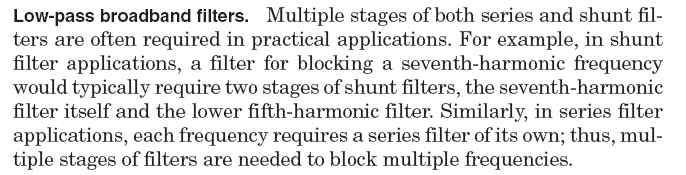 Low-pass broadband filters. Multiple stages of both series and shunt fil-
ters are often required in practical applications. For example, in shunt
filter applications, a filter for blocking a seventh-harmonic frequency
would typically require two stages of shunt filters, the seventh-harmonic
filter itself and the lower fifth-harmonic filter. Similarly, in series filter
applications, each frequency requires a series filter of its own; thus, mul-
tiple stages of filters are needed to block multiple frequencies.